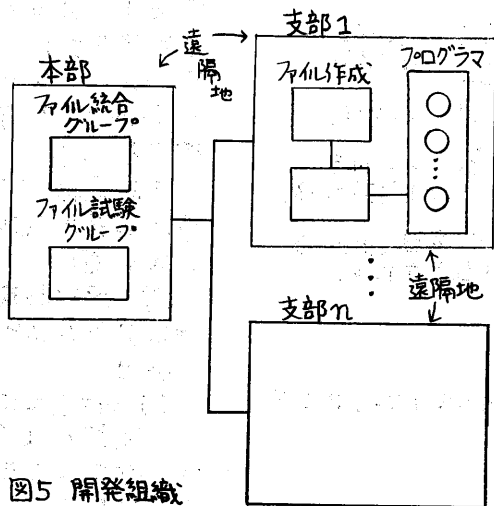 本部
ファイル統合
グループ
ファイル試験
グループ
遠
隔
地
支部1
ファイル作成
プログラマ
遠隔地
支部n
図5 開発組織